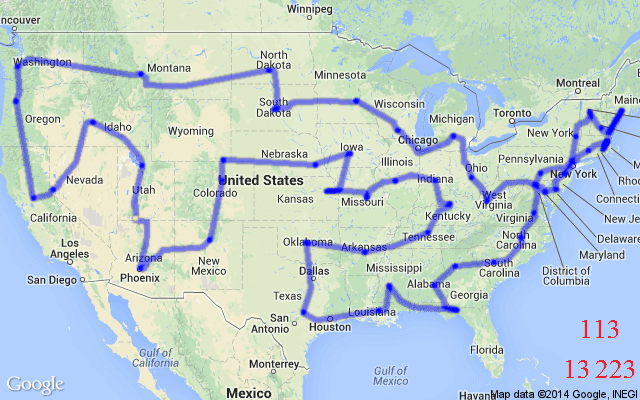 Winnipeg
ancouver
Washington
Montana
North
Dakota
Minnesota
Montreal
Maine
Oregon
Idaho
South
Dakota
Wisconsin
Michigan
Toronto
New York
Wyoming
Chicago
Iowa
Nebraska
Illinois
Indiana
Ohio
Pennsylvania
New York
Nevada
Utah
Colorado
United States
Kansas
Missouri
West
Virginia
Kentucky
Virginia
Rho
Connectic
New Jers
Delaware
Maryland
District of
Columbia
California
Los
Angeles
San Diego
Arizona
Phoenix
New
Mexico
Oklahoma
Arkansas
Tennessee
North
Carolina
South
Carolina
Dallas
Mississippi
Alabama
Georgia
Texas
San
Antonio
Houston
Louisiana
Florida
Gulf of
California
Monterrey
Gulf of
Mexico
Mexico
Havana
113
13 223
Google
Map data ©2014 Google, INEGI